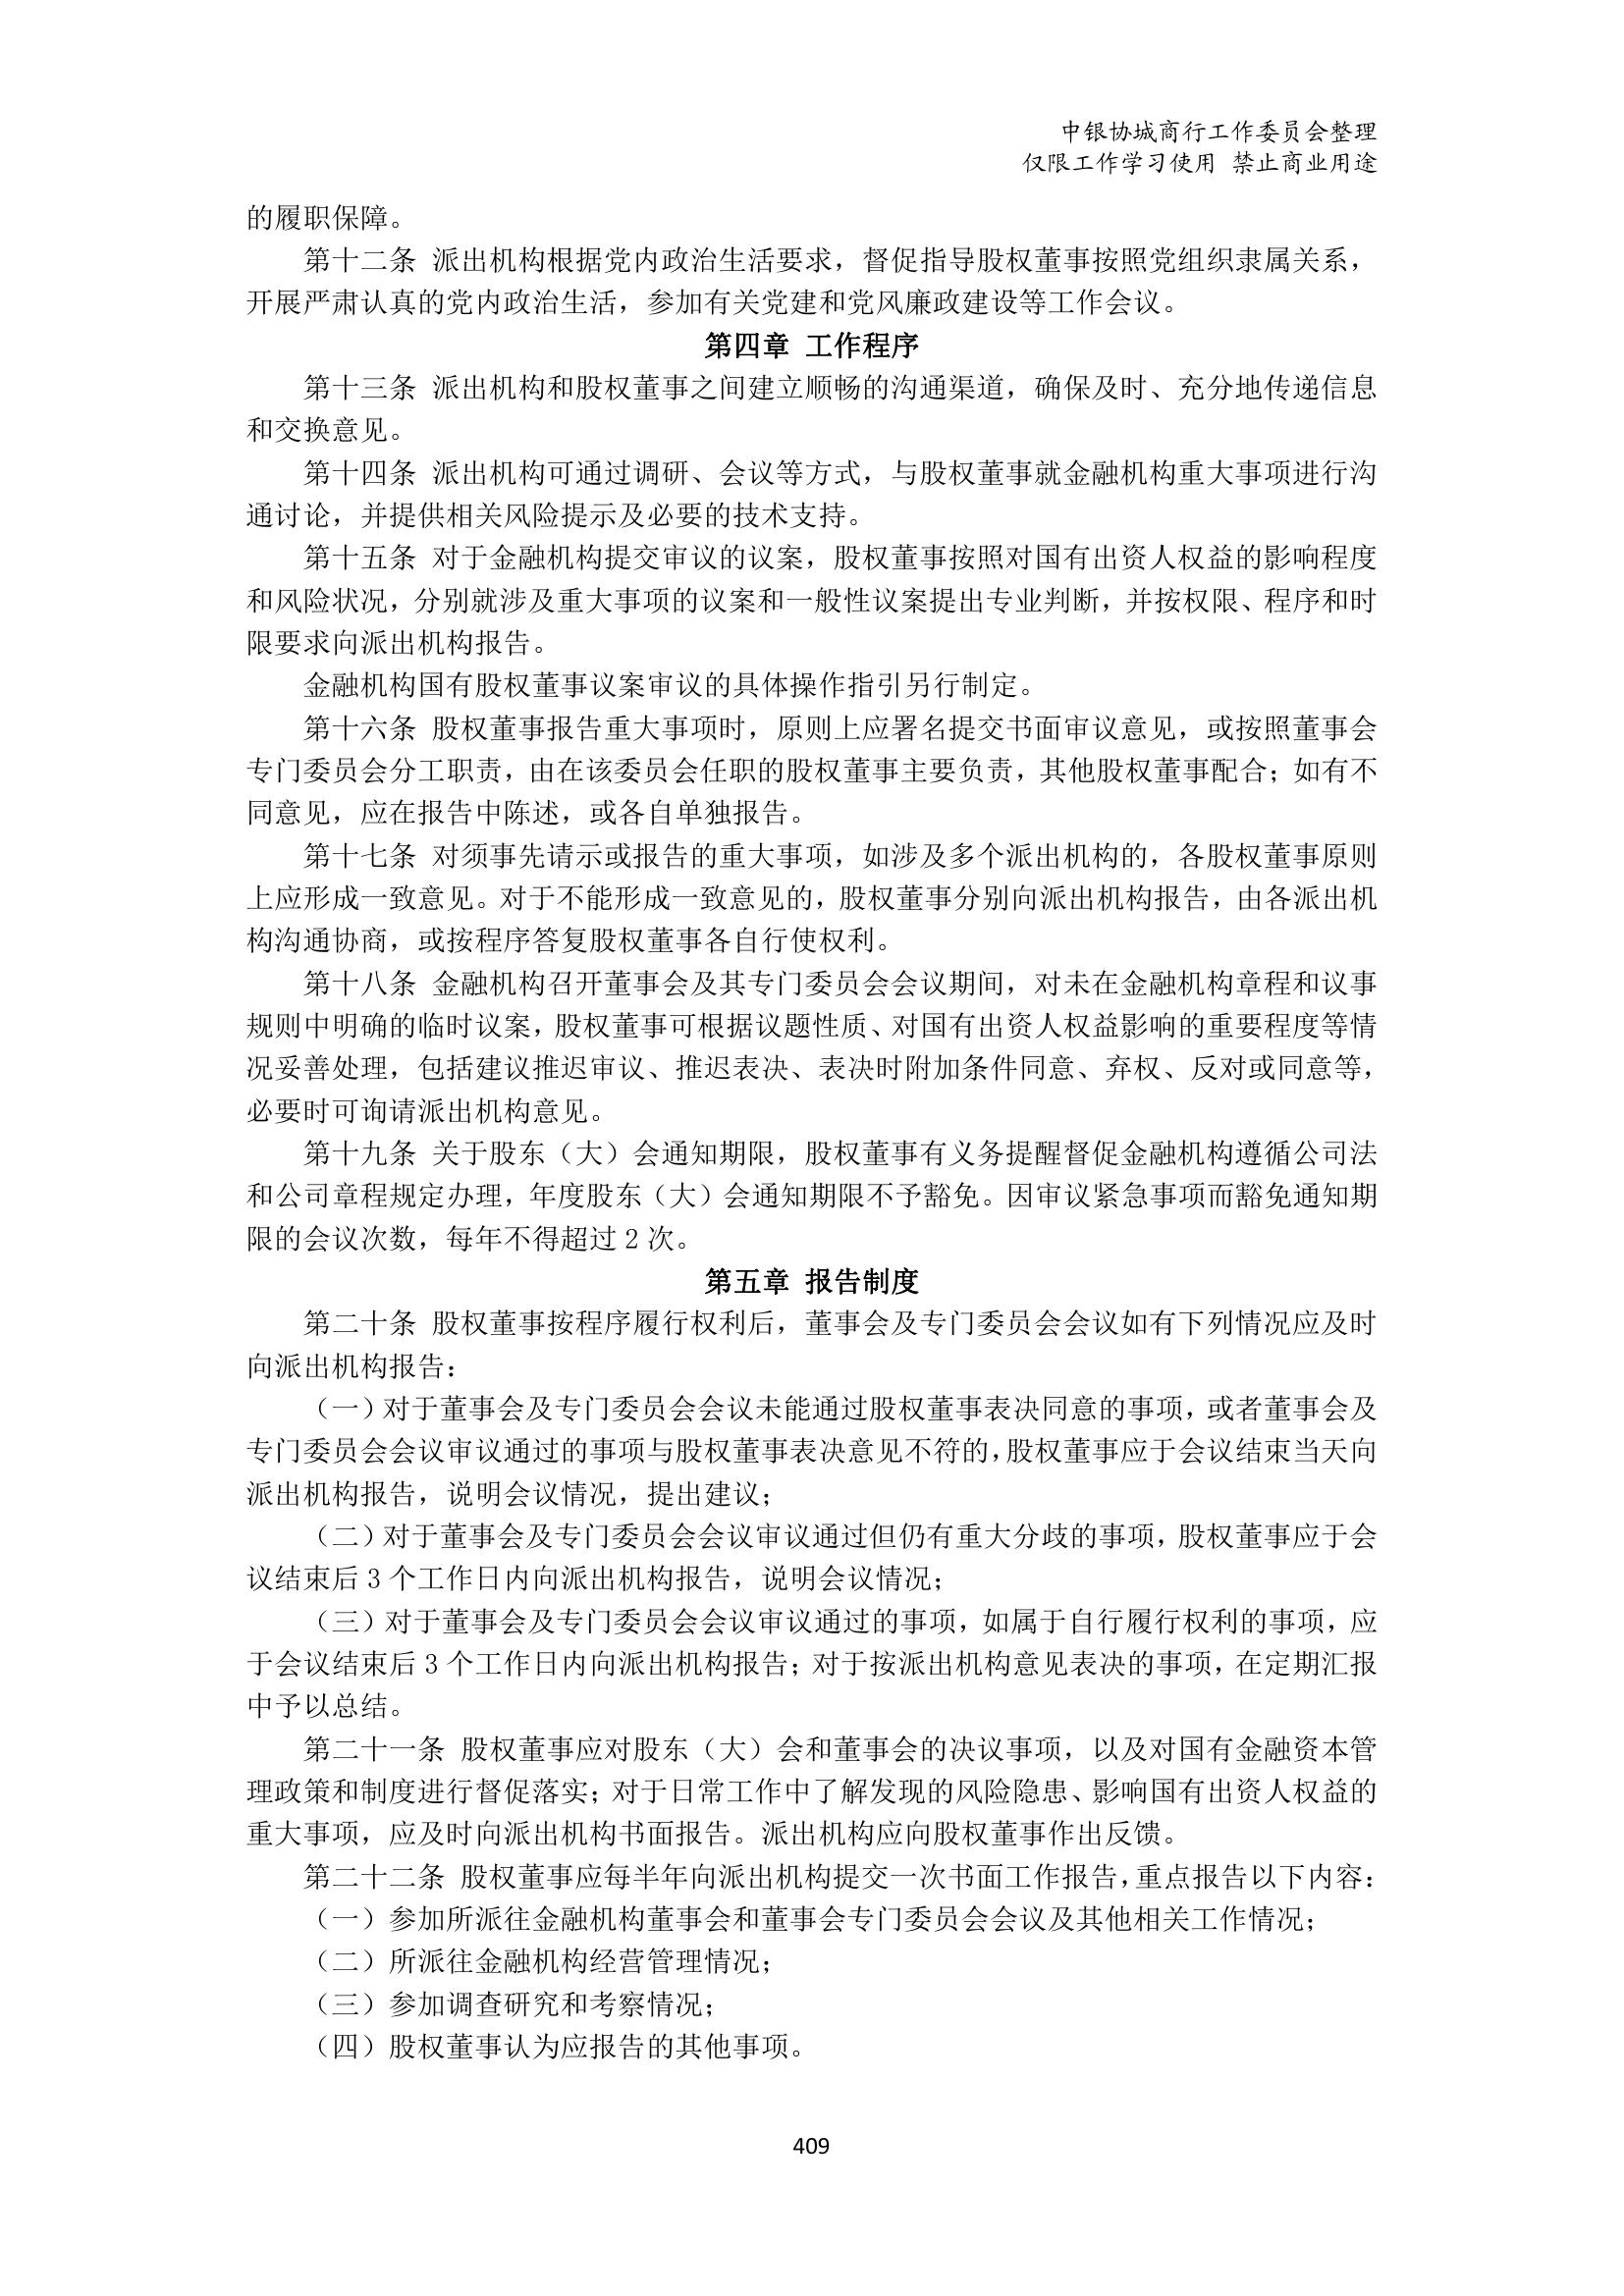 中银协城商行工作委员会整理
仅限工作学习使用 禁止商业用途
的履职保障。
第十二条 派出机构根据党内政治生活要求，督促指导股权董事按照党组织隶属关系，
开展严肃认真的党内政治生活，参加有关党建和党风廉政建设等工作会议。
第四章 工作程序
第十三条 派出机构和股权董事之间建立顺畅的沟通渠道，确保及时、充分地传递信息
和交换意见。
第十四条 派出机构可通过调研、会议等方式，与股权董事就金融机构重大事项进行沟
通讨论，并提供相关风险提示及必要的技术支持。
第十五条 对于金融机构提交审议的议案，股权董事按照对国有出资人权益的影响程度
和风险状况，分别就涉及重大事项的议案和一般性议案提出专业判断，并按权限、程序和时
限要求向派出机构报告。
金融机构国有股权董事议案审议的具体操作指引另行制定。
第十六条 股权董事报告重大事项时，原则上应署名提交书面审议意见，或按照董事会
专门委员会分工职责，由在该委员会任职的股权董事主要负责，其他股权董事配合；如有不
同意见，应在报告中陈述，或各自单独报告。
第十七条 对须事先请示或报告的重大事项，如涉及多个派出机构的，各股权董事原则
上应形成一致意见。对于不能形成一致意见的，股权董事分别向派出机构报告，由各派出机
构沟通协商，或按程序答复股权董事各自行使权利。
第十八条 金融机构召开董事会及其专门委员会会议期间，对未在金融机构章程和议事
规则中明确的临时议案，股权董事可根据议题性质、对国有出资人权益影响的重要程度等情
况妥善处理，包括建议推迟审议、推迟表决、表决时附加条件同意、弃权、反对或同意等，
必要时可询请派出机构意见。
第十九条 关于股东（大）会通知期限，股权董事有义务提醒督促金融机构遵循公司法
和公司章程规定办理，年度股东（大）会通知期限不予豁免。因审议紧急事项而豁免通知期
限的会议次数，每年不得超过 2 次。
第五章 报告制度
第二十条 股权董事按程序履行权利后，董事会及专门委员会会议如有下列情况应及时
向派出机构报告：
（一）对于董事会及专门委员会会议未能通过股权董事表决同意的事项，或者董事会及
专门委员会会议审议通过的事项与股权董事表决意见不符的，股权董事应于会议结束当天向
派出机构报告，说明会议情况，提出建议；
（二）对于董事会及专门委员会会议审议通过但仍有重大分歧的事项，股权董事应于会
议结束后 3 个工作日内向派出机构报告，说明会议情况；
（三）对于董事会及专门委员会会议审议通过的事项，如属于自行履行权利的事项，应
于会议结束后 3 个工作日内向派出机构报告；对于按派出机构意见表决的事项，在定期汇报
中予以总结。
第二十一条 股权董事应对股东（大）会和董事会的决议事项，以及对国有金融资本管
理政策和制度进行督促落实；对于日常工作中了解发现的风险隐患、影响国有出资人权益的
重大事项，应及时向派出机构书面报告。派出机构应向股权董事作出反馈。
第二十二条 股权董事应每半年向派出机构提交一次书面工作报告，重点报告以下内容：
（一）参加所派往金融机构董事会和董事会专门委员会会议及其他相关工作情况；
（二）所派往金融机构经营管理情况；
（三）参加调查研究和考察情况；
（四）股权董事认为应报告的其他事项。
409